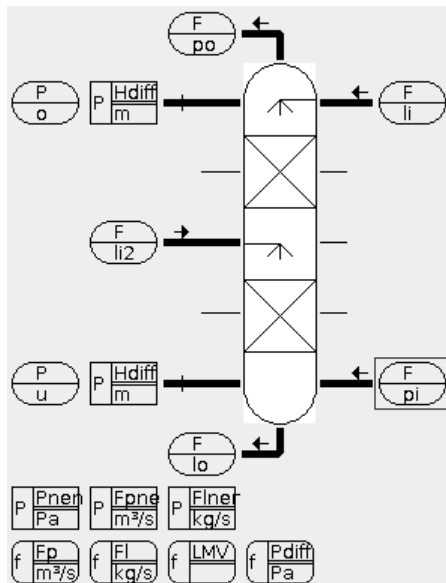 F
po
P
o
P
Hdiff
m
F
li
F
li2
P
u
P
Hdiff
m
F
pi
F
lo
P
Pnen
Pa
P
Fpne
m³/s
P
Flner
kg/s
f
Fp
m³/s
f
Fl
kg/s
f
LMV
f
Pdiff
Pa